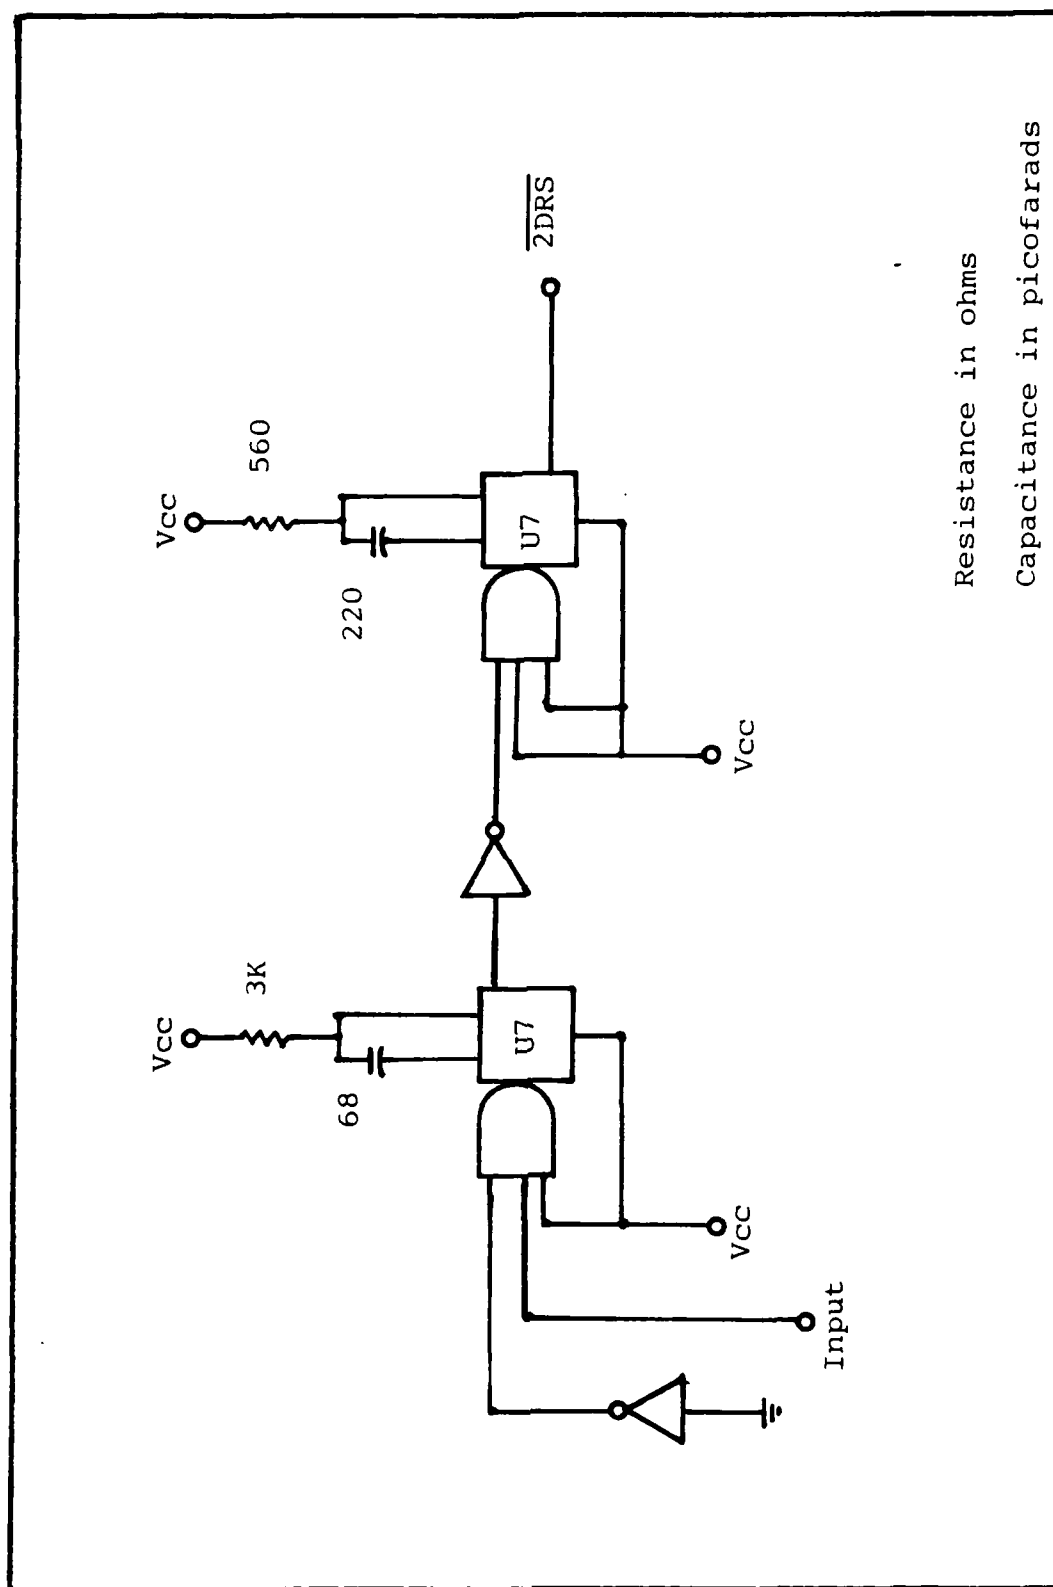 Vcc
Vcc
3K
560
68
220
U7
U7
2DRS
Vcc
Vcc
Input
Resistance in ohms
Capacitance in picofarads